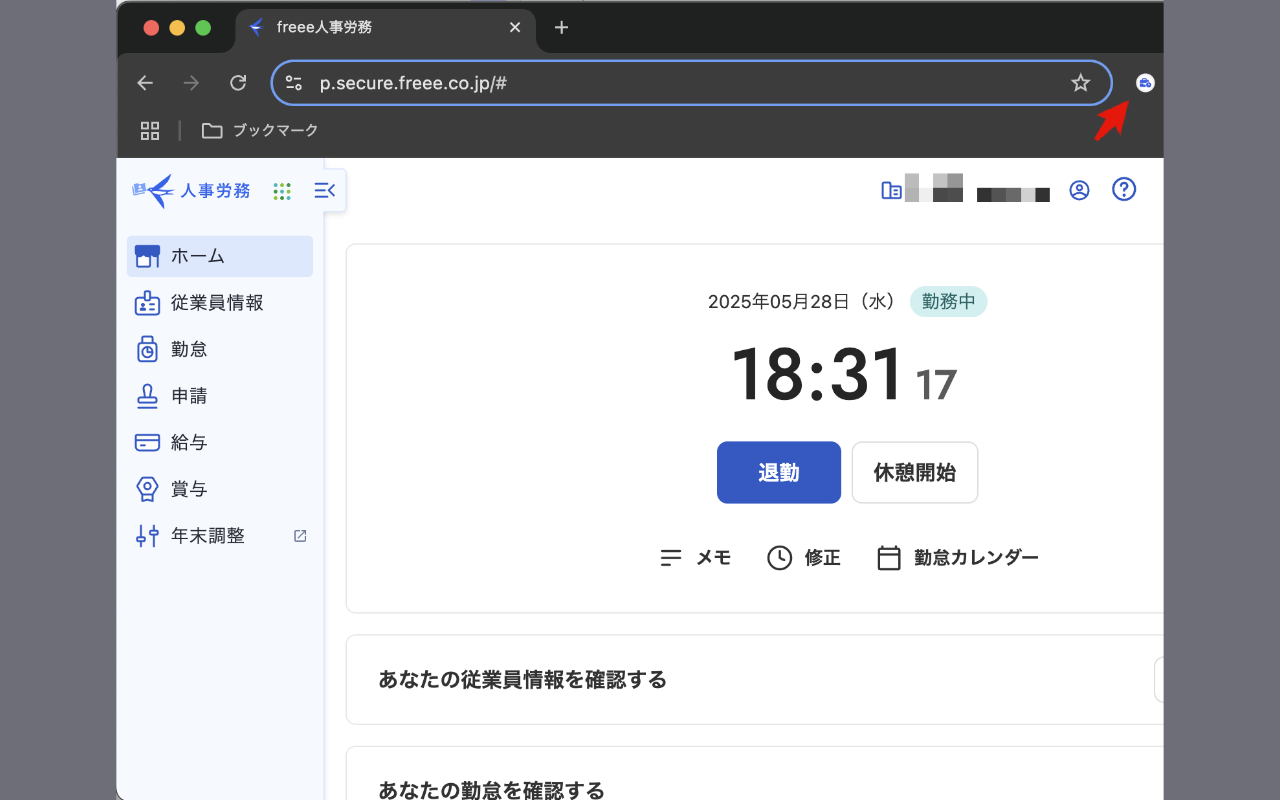 freee人事労務
p.secure.freee.co.jp/#
ブックマーク
人事労務
ホーム
従業員情報
勤怠
申請
給与
賞与
年末調整
2025年05月28日（水） 勤務中
18:31 17
退勤 休憩開始
メモ 修正 勤怠カレンダー
あなたの従業員情報を確認する
あなたの勤怠を確認する